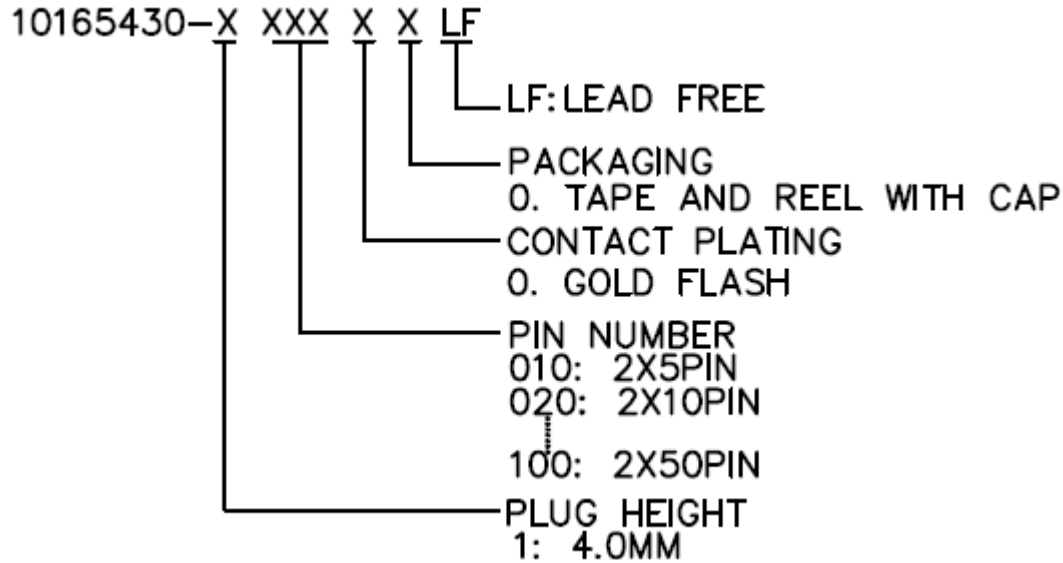 10165430-X XXX X X LF
LF:LEAD FREE
PACKAGING
0. TAPE AND REEL WITH CAP
CONTACT PLATING
0. GOLD FLASH
PIN NUMBER
010: 2X5PIN
020: 2X10PIN
100: 2X50PIN
PLUG HEIGHT
1: 4.0MM